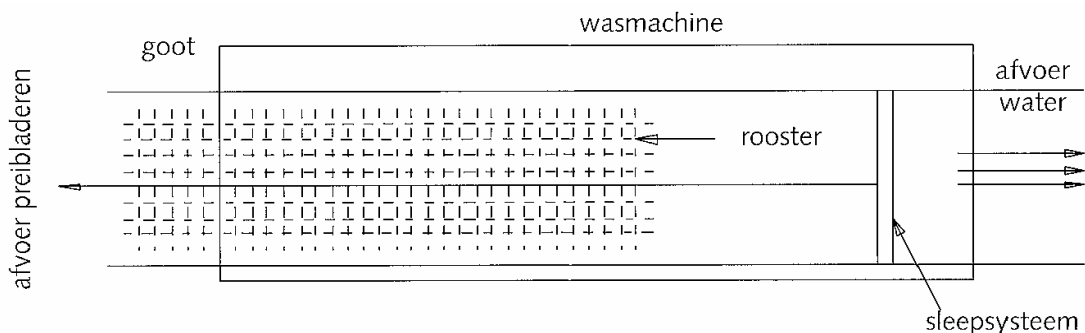 wasmachine
goot
afvoer
water
rooster
afvoer preibladeren
sleepsysteem